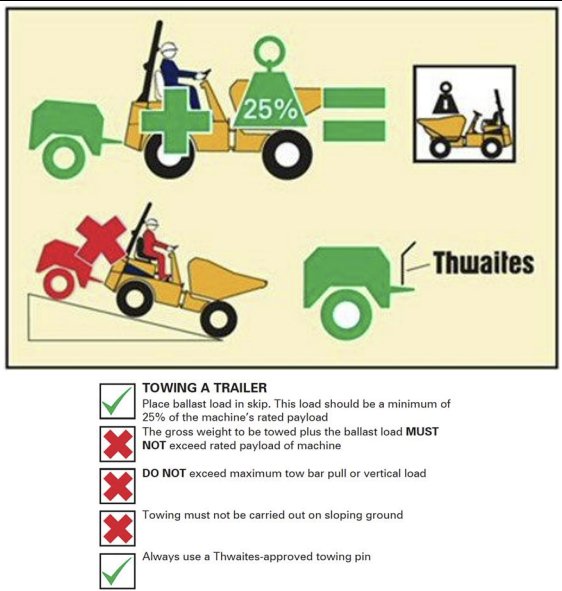 25%
Thwaites
TOWING A TRAILER
Place ballast load in skip. This load should be a minimum of
25% of the machine's rated payload
The gross weight to be towed plus the ballast load MUST
NOT exceed rated payload of machine
DO NOT exceed maximum tow bar pull or vertical load
Towing must not be carried out on sloping ground
Always use a Thwaites-approved towing pin